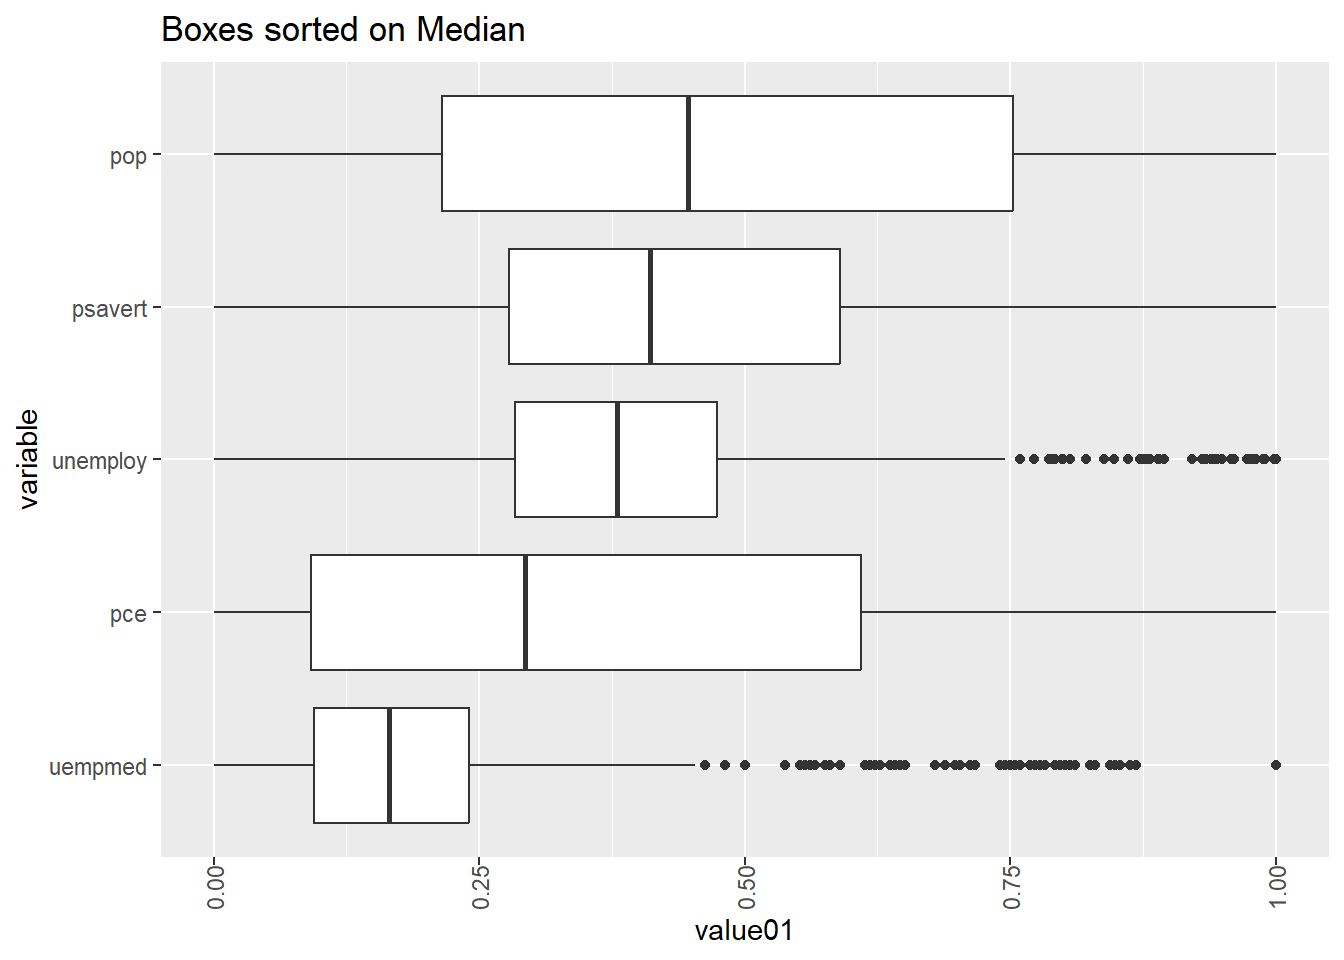 Boxes sorted on Median
variable
pop
psavert
unemploy
pce
uempmed
0.00
0.25
0.50
0.75
1.00
value01